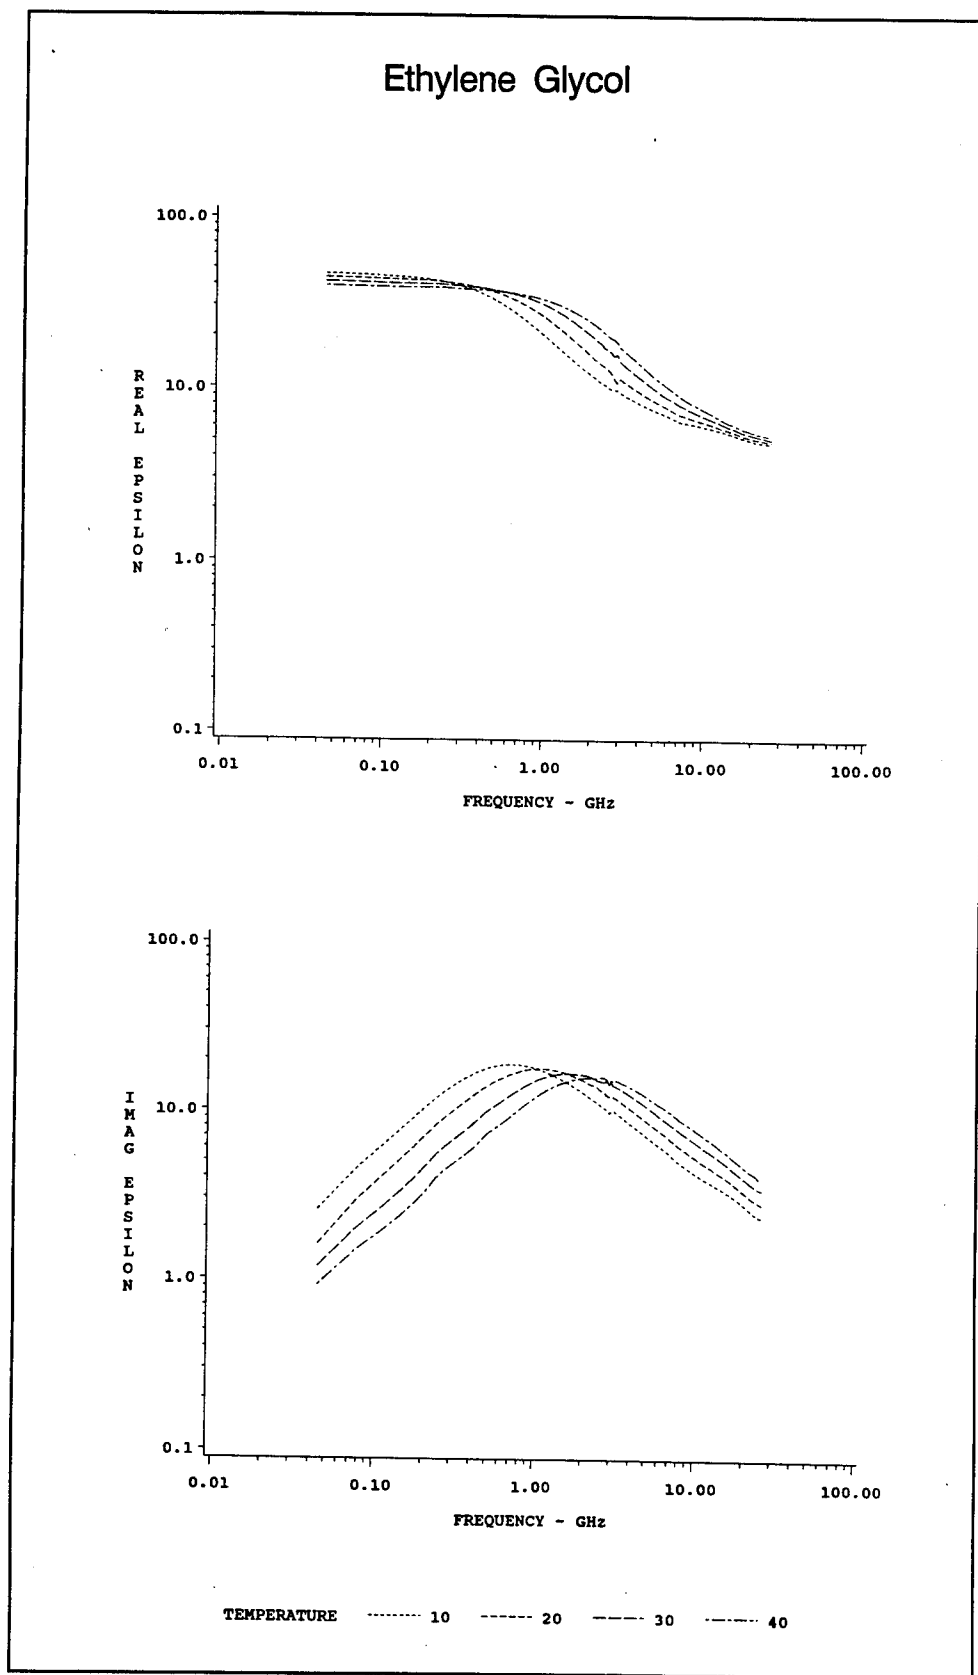 Ethylene Glycol
100.0
10.0
1.0
0.1
REAL EPSILON
0.01 0.10 1.00 10.00 100.00
FREQUENCY - GHz
100.0
10.0
1.0
0.1
IMAG EPSILON
0.01 0.10 1.00 10.00 100.00
FREQUENCY - GHz
TEMPERATURE 10 20 30 40